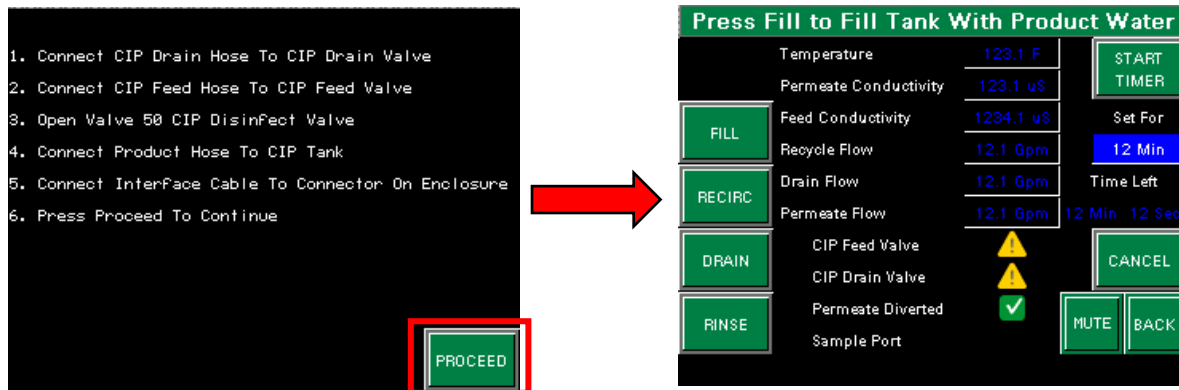 1. Connect CIP Drain Hose To CIP Drain Valve
2. Connect CIP Feed Hose To CIP Feed Valve
3. Open Valve 50 CIP Disinfect Valve
4. Connect Product Hose To CIP Tank
5. Connect Interface Cable To Connector On Enclosure
6. Press Proceed To Continue
PROCEED
Press Fill to Fill Tank With Product Water
Temperature 123.1 F
START TIMER
Permeate Conductivity 123.1 uS
FILL
Feed Conductivity 1234.1 uS
Set For
Recycle Flow 12.1 Gpm
12 Min
RECIRC
Drain Flow 12.1 Gpm
Time Left
Permeate Flow 12.1 Gpm
12 Min 12 Sec
DRAIN
CIP Feed Valve
CIP Drain Valve
CANCEL
RINSE
Permeate Diverted
Sample Port
MUTE
BACK